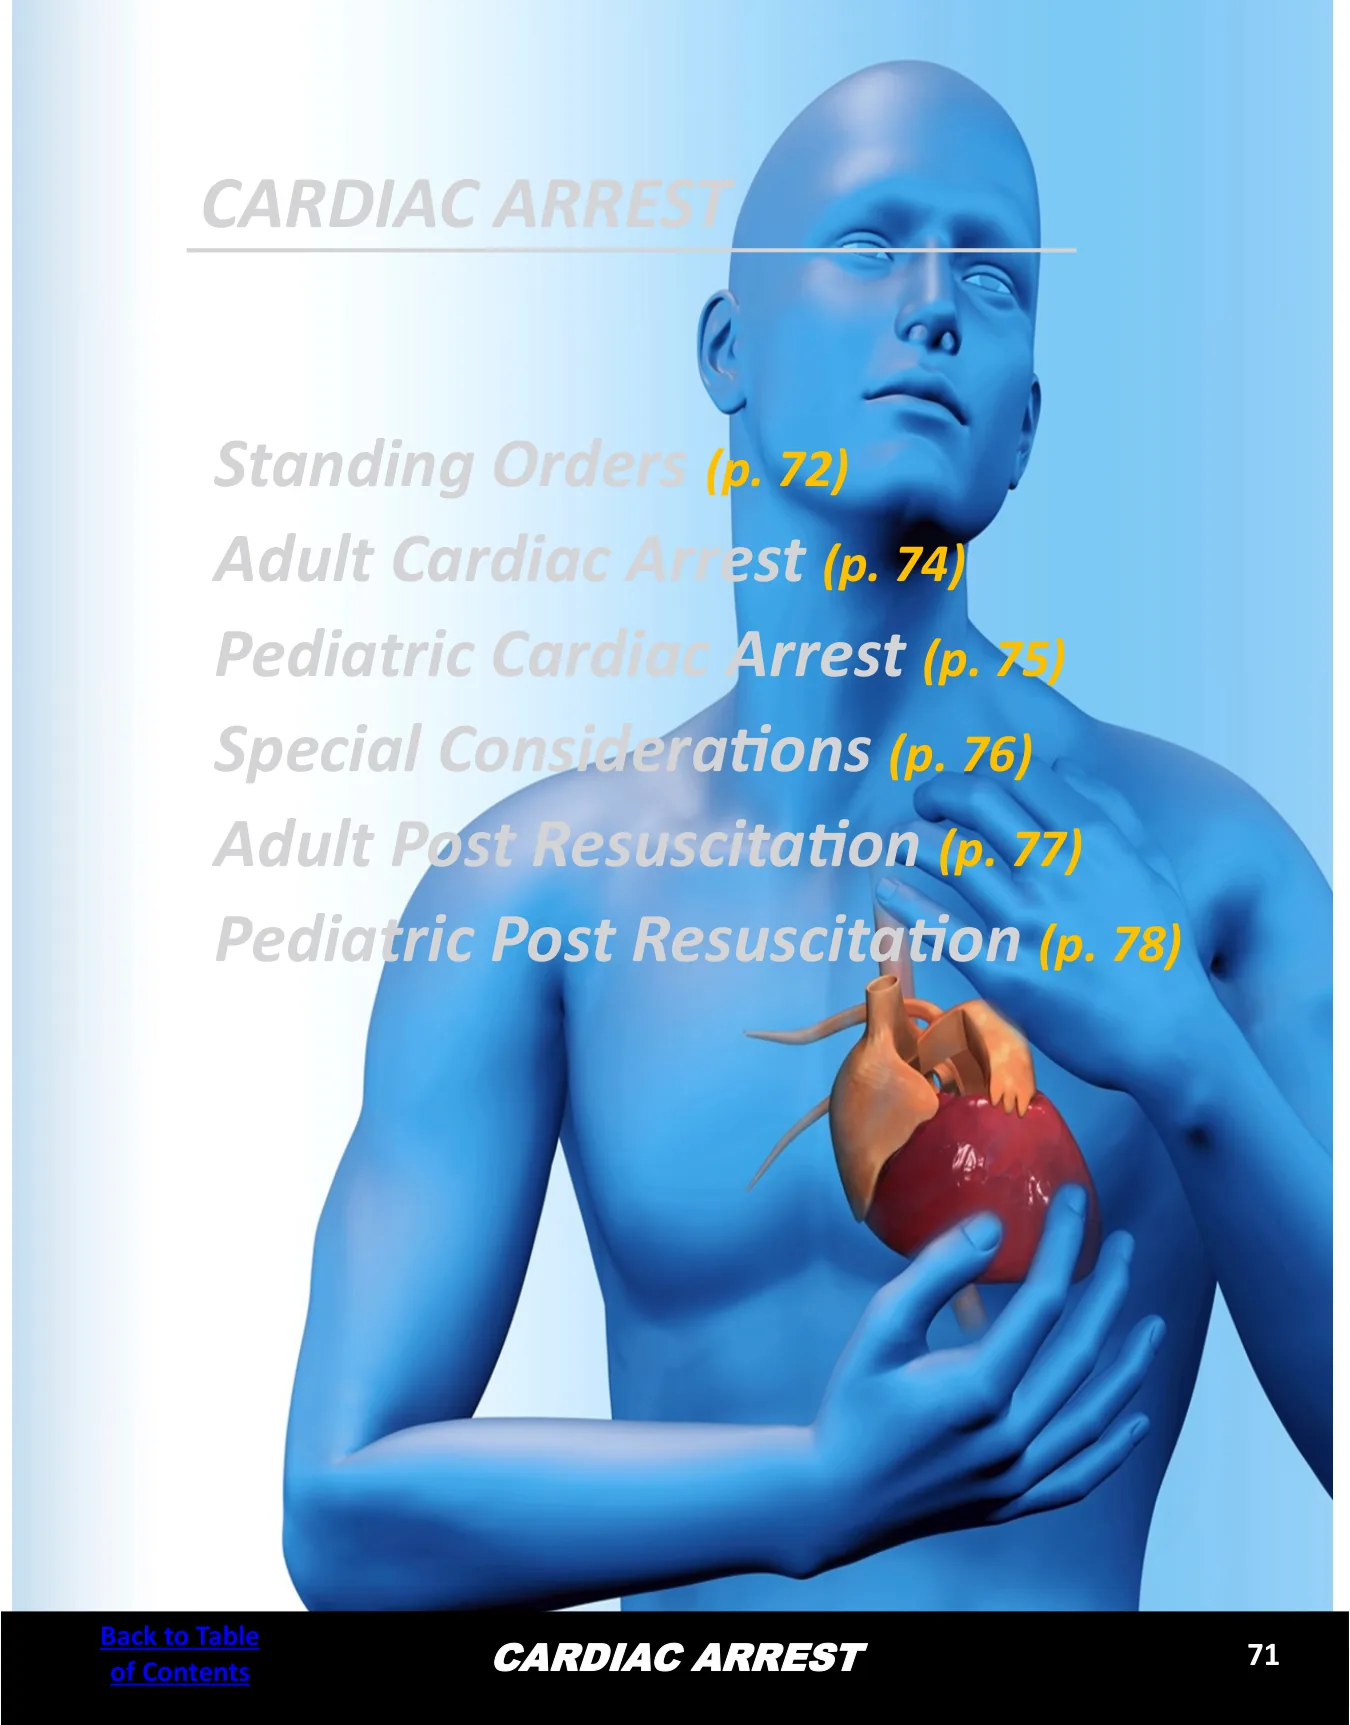 CARDIAC ARREST
Standing Orders (p. 72)
Adult Cardiac Arrest (p. 74)
Pediatric Cardiac Arrest (p. 75)
Special Considerations (p. 76)
Adult Post Resuscitation (p. 77)
Pediatric Post Resuscitation (p. 78)
Back to Table
of Contents
CARDIAC ARREST
71